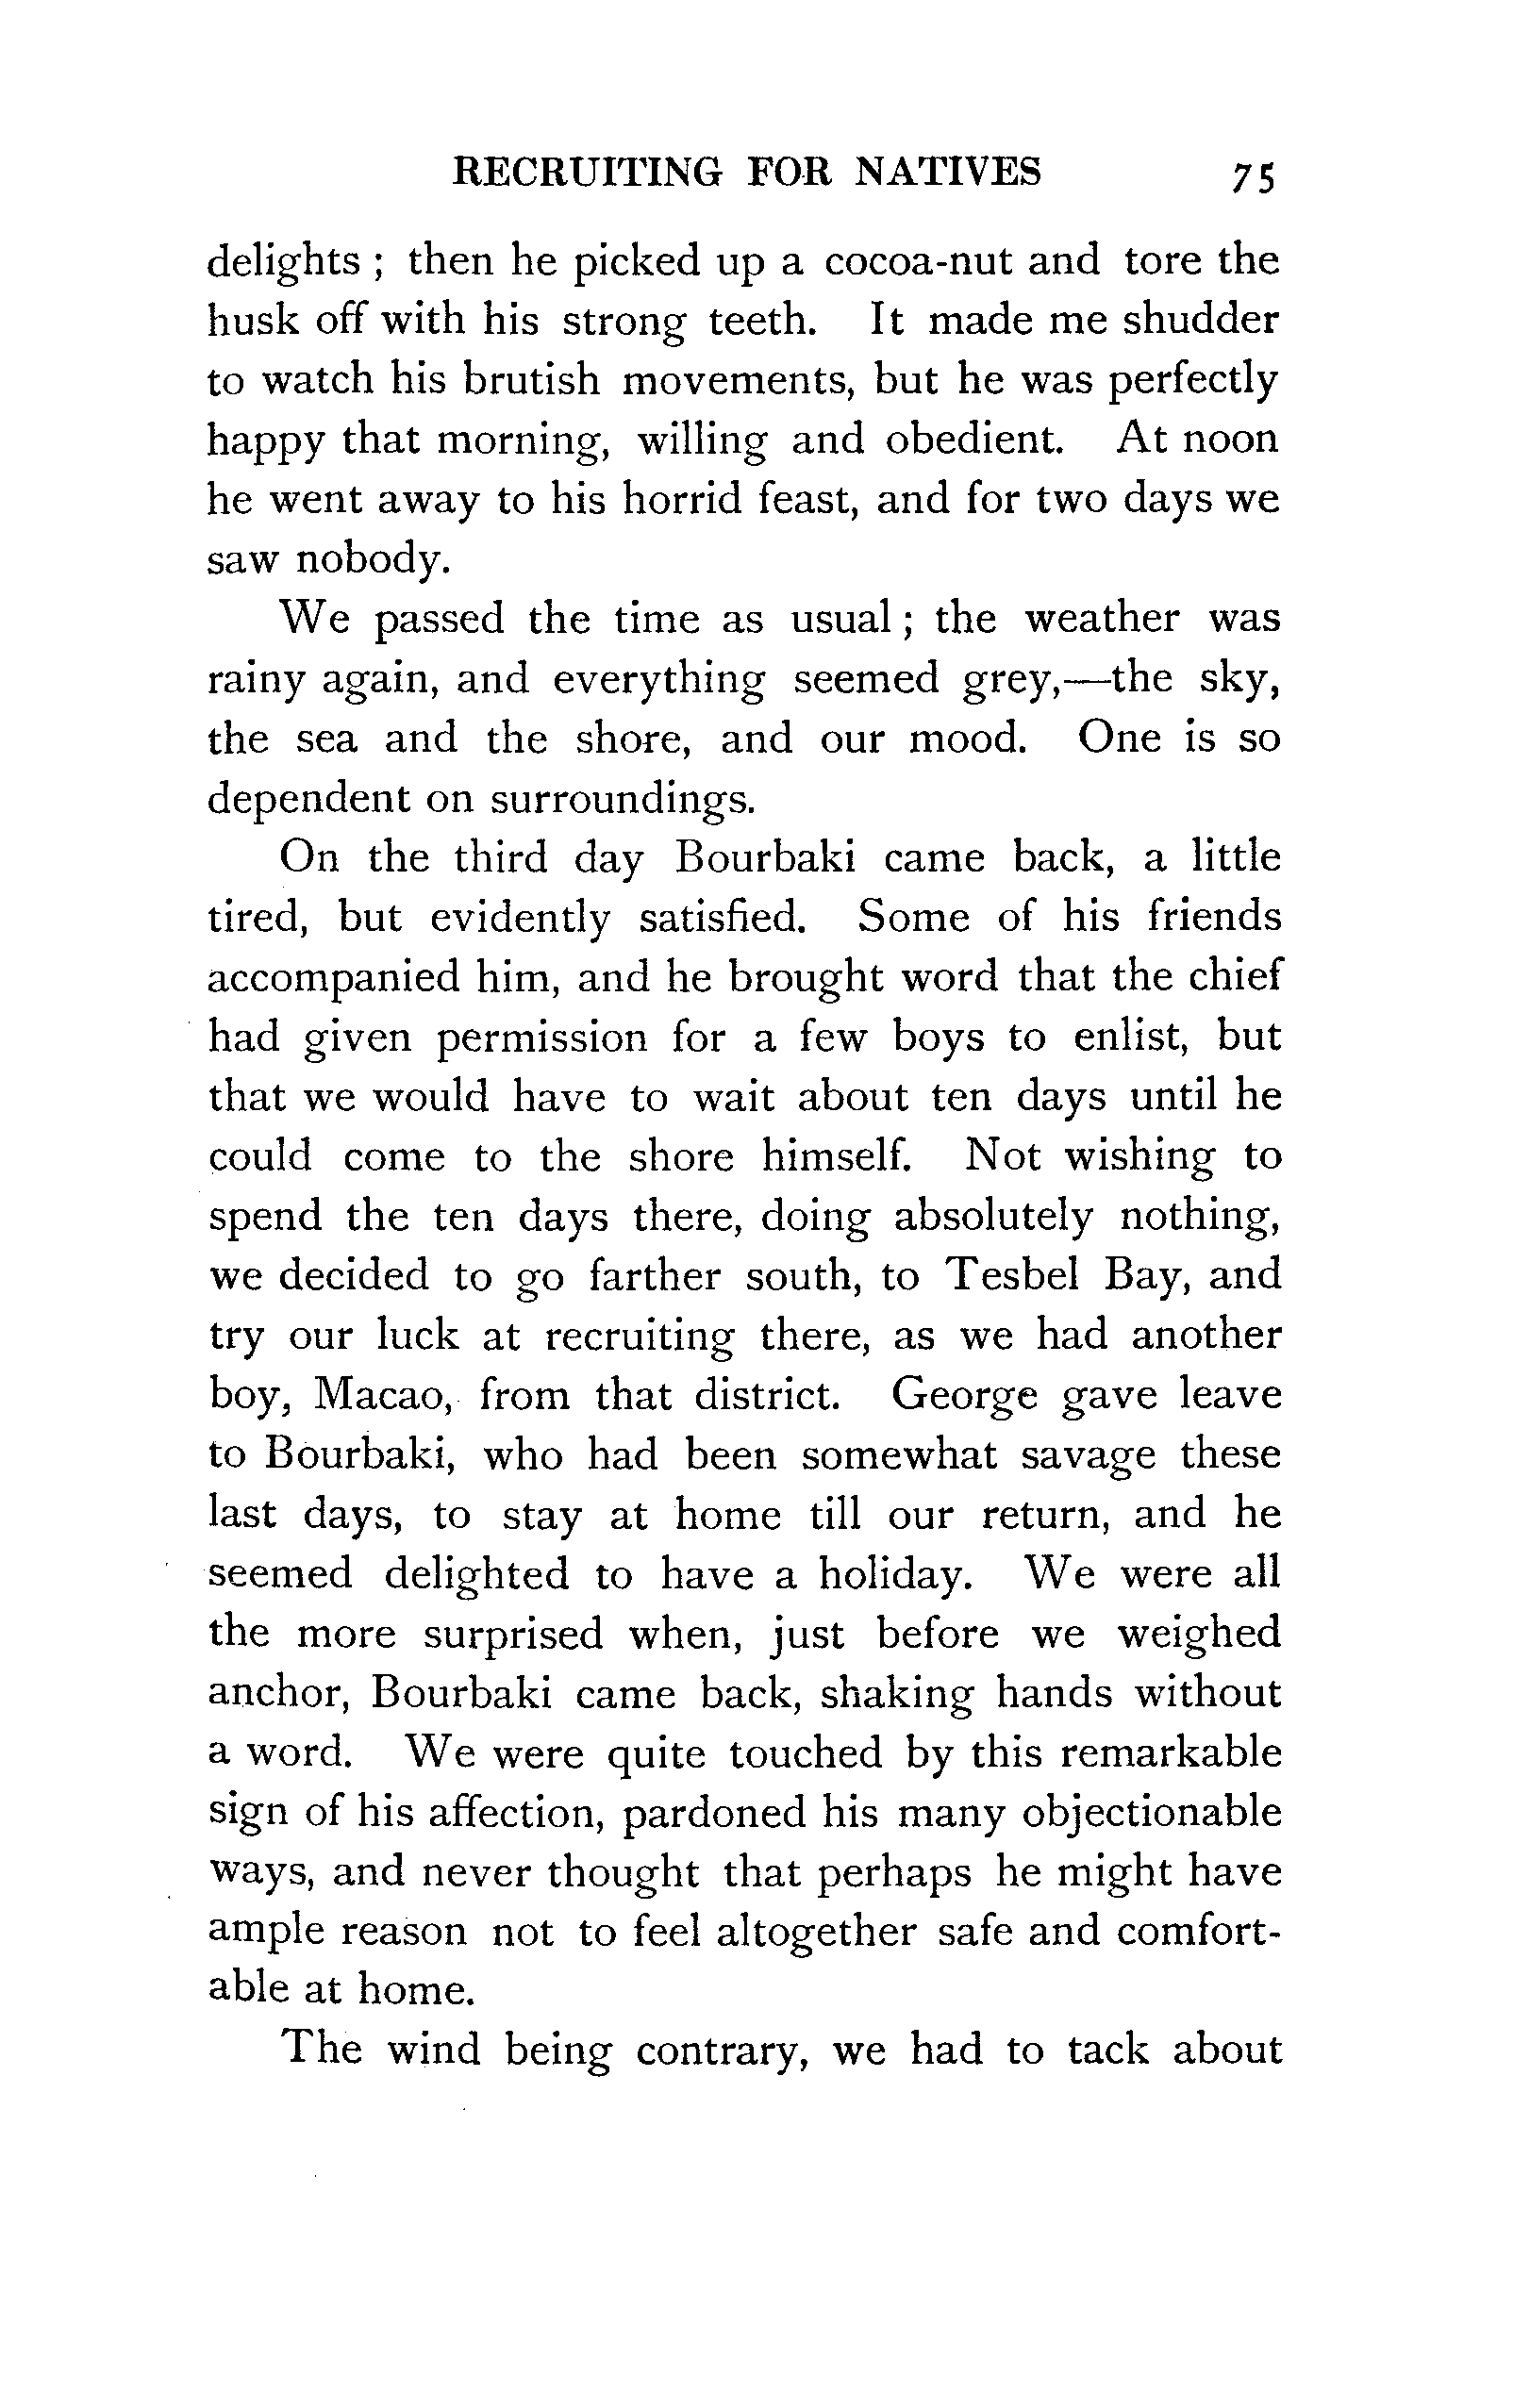 RECRUITING FOR NATIVES 75
delights ; then he picked up a cocoa-nut and tore the
husk off with his strong teeth. It made me shudder
to watch his brutish movements, but he was perfectly
happy that morning, willing and obedient. At noon
he went away to his horrid feast, and for two days we
saw nobody.
We passed the time as usual ; the weather was
rainy again, and everything seemed grey,—the sky,
the sea and the shore, and our mood. One is so
dependent on surroundings.
On the third day Bourbaki came back, a little
tired, but evidently satisfied. Some of his friends
accompanied him, and he brought word that the chief
had given permission for a few boys to enlist, but
that we would have to wait about ten days until he
could come to the shore himself. Not wishing to
spend the ten days there, doing absolutely nothing,
we decided to go farther south, to Tesbel Bay, and
try our luck at recruiting there, as we had another
boy, Macao, from that district. George gave leave
to Bourbaki, who had been somewhat savage these
last days, to stay at home till our return, and he
seemed delighted to have a holiday. We were all
the more surprised when, just before we weighed
anchor, Bourbaki came back, shaking hands without
a word. We were quite touched by this remarkable
sign of his affection, pardoned his many objectionable
ways, and never thought that perhaps he might have
ample reason not to feel altogether safe and comfort-
able at home.
The wind being contrary, we had to tack about